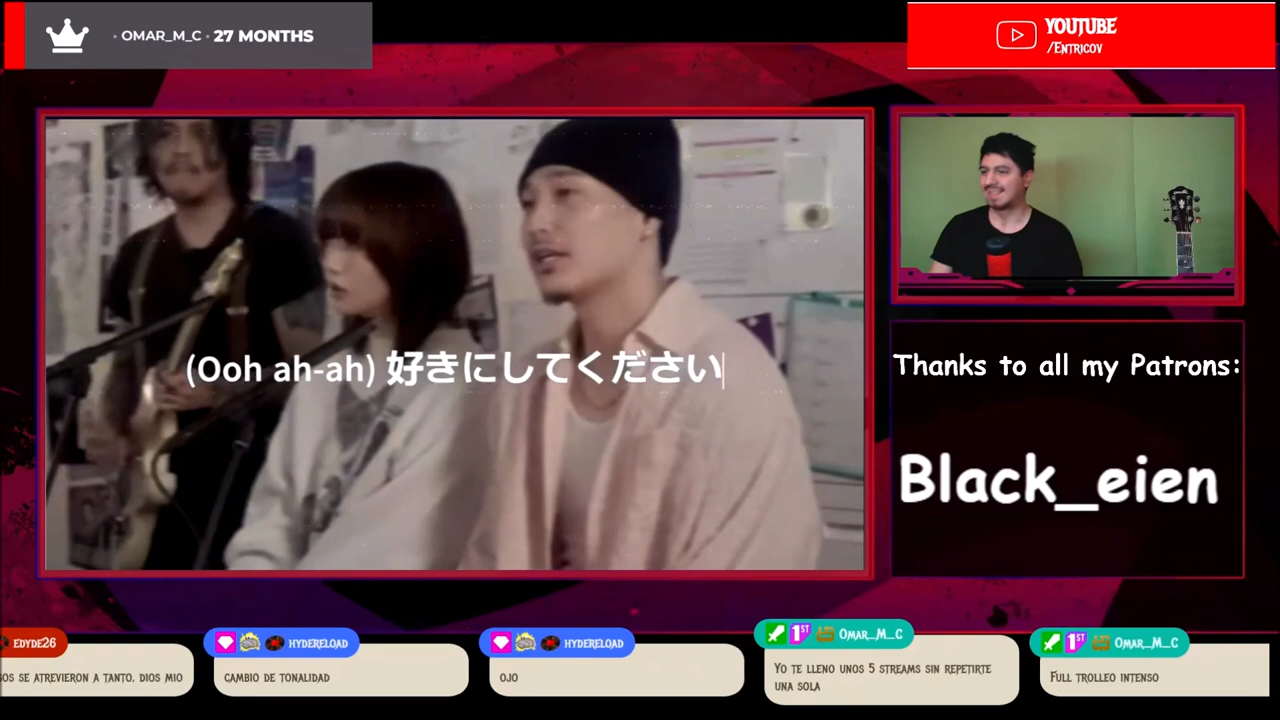 · OMAR_M_C · 27 MONTHS
YOUTUBE
/ENTRICOV
(Ooh ah-ah) 好きにしてください
Thanks to all my Patrons:
Black_eien
EDYDE26
OS SE ATREVIERON A TANTO, DIOS MIO
HYDERELOAD
CAMBIO DE TONALIDAD
HYDERELOAD
OJO
1ST OMAR_M_C
YO TE LLENO UNOS 5 STREAMS SIN REPETIRTE
UNA SOLA
1ST OMAR_M_C
FULL TROLLEO INTENSO